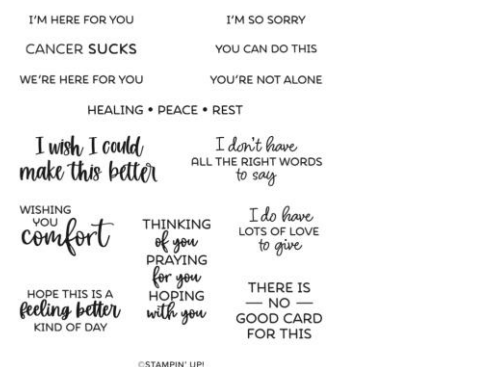 I'M HERE FOR YOU
I'M SO SORRY
CANCER SUCKS
YOU CAN DO THIS
WE'RE HERE FOR YOU
YOU'RE NOT ALONE
HEALING • PEACE • REST
I wish I could
make this better
I don't have
ALL THE RIGHT WORDS
to say
WISHING
YOU
comfort
THINKING
of you
PRAYING
for you
HOPING
with you
I do have
LOTS OF LOVE
to give
HOPE THIS IS A
feeling better
KIND OF DAY
THERE IS
— NO —
GOOD CARD
FOR THIS
©STAMPIN' UP!